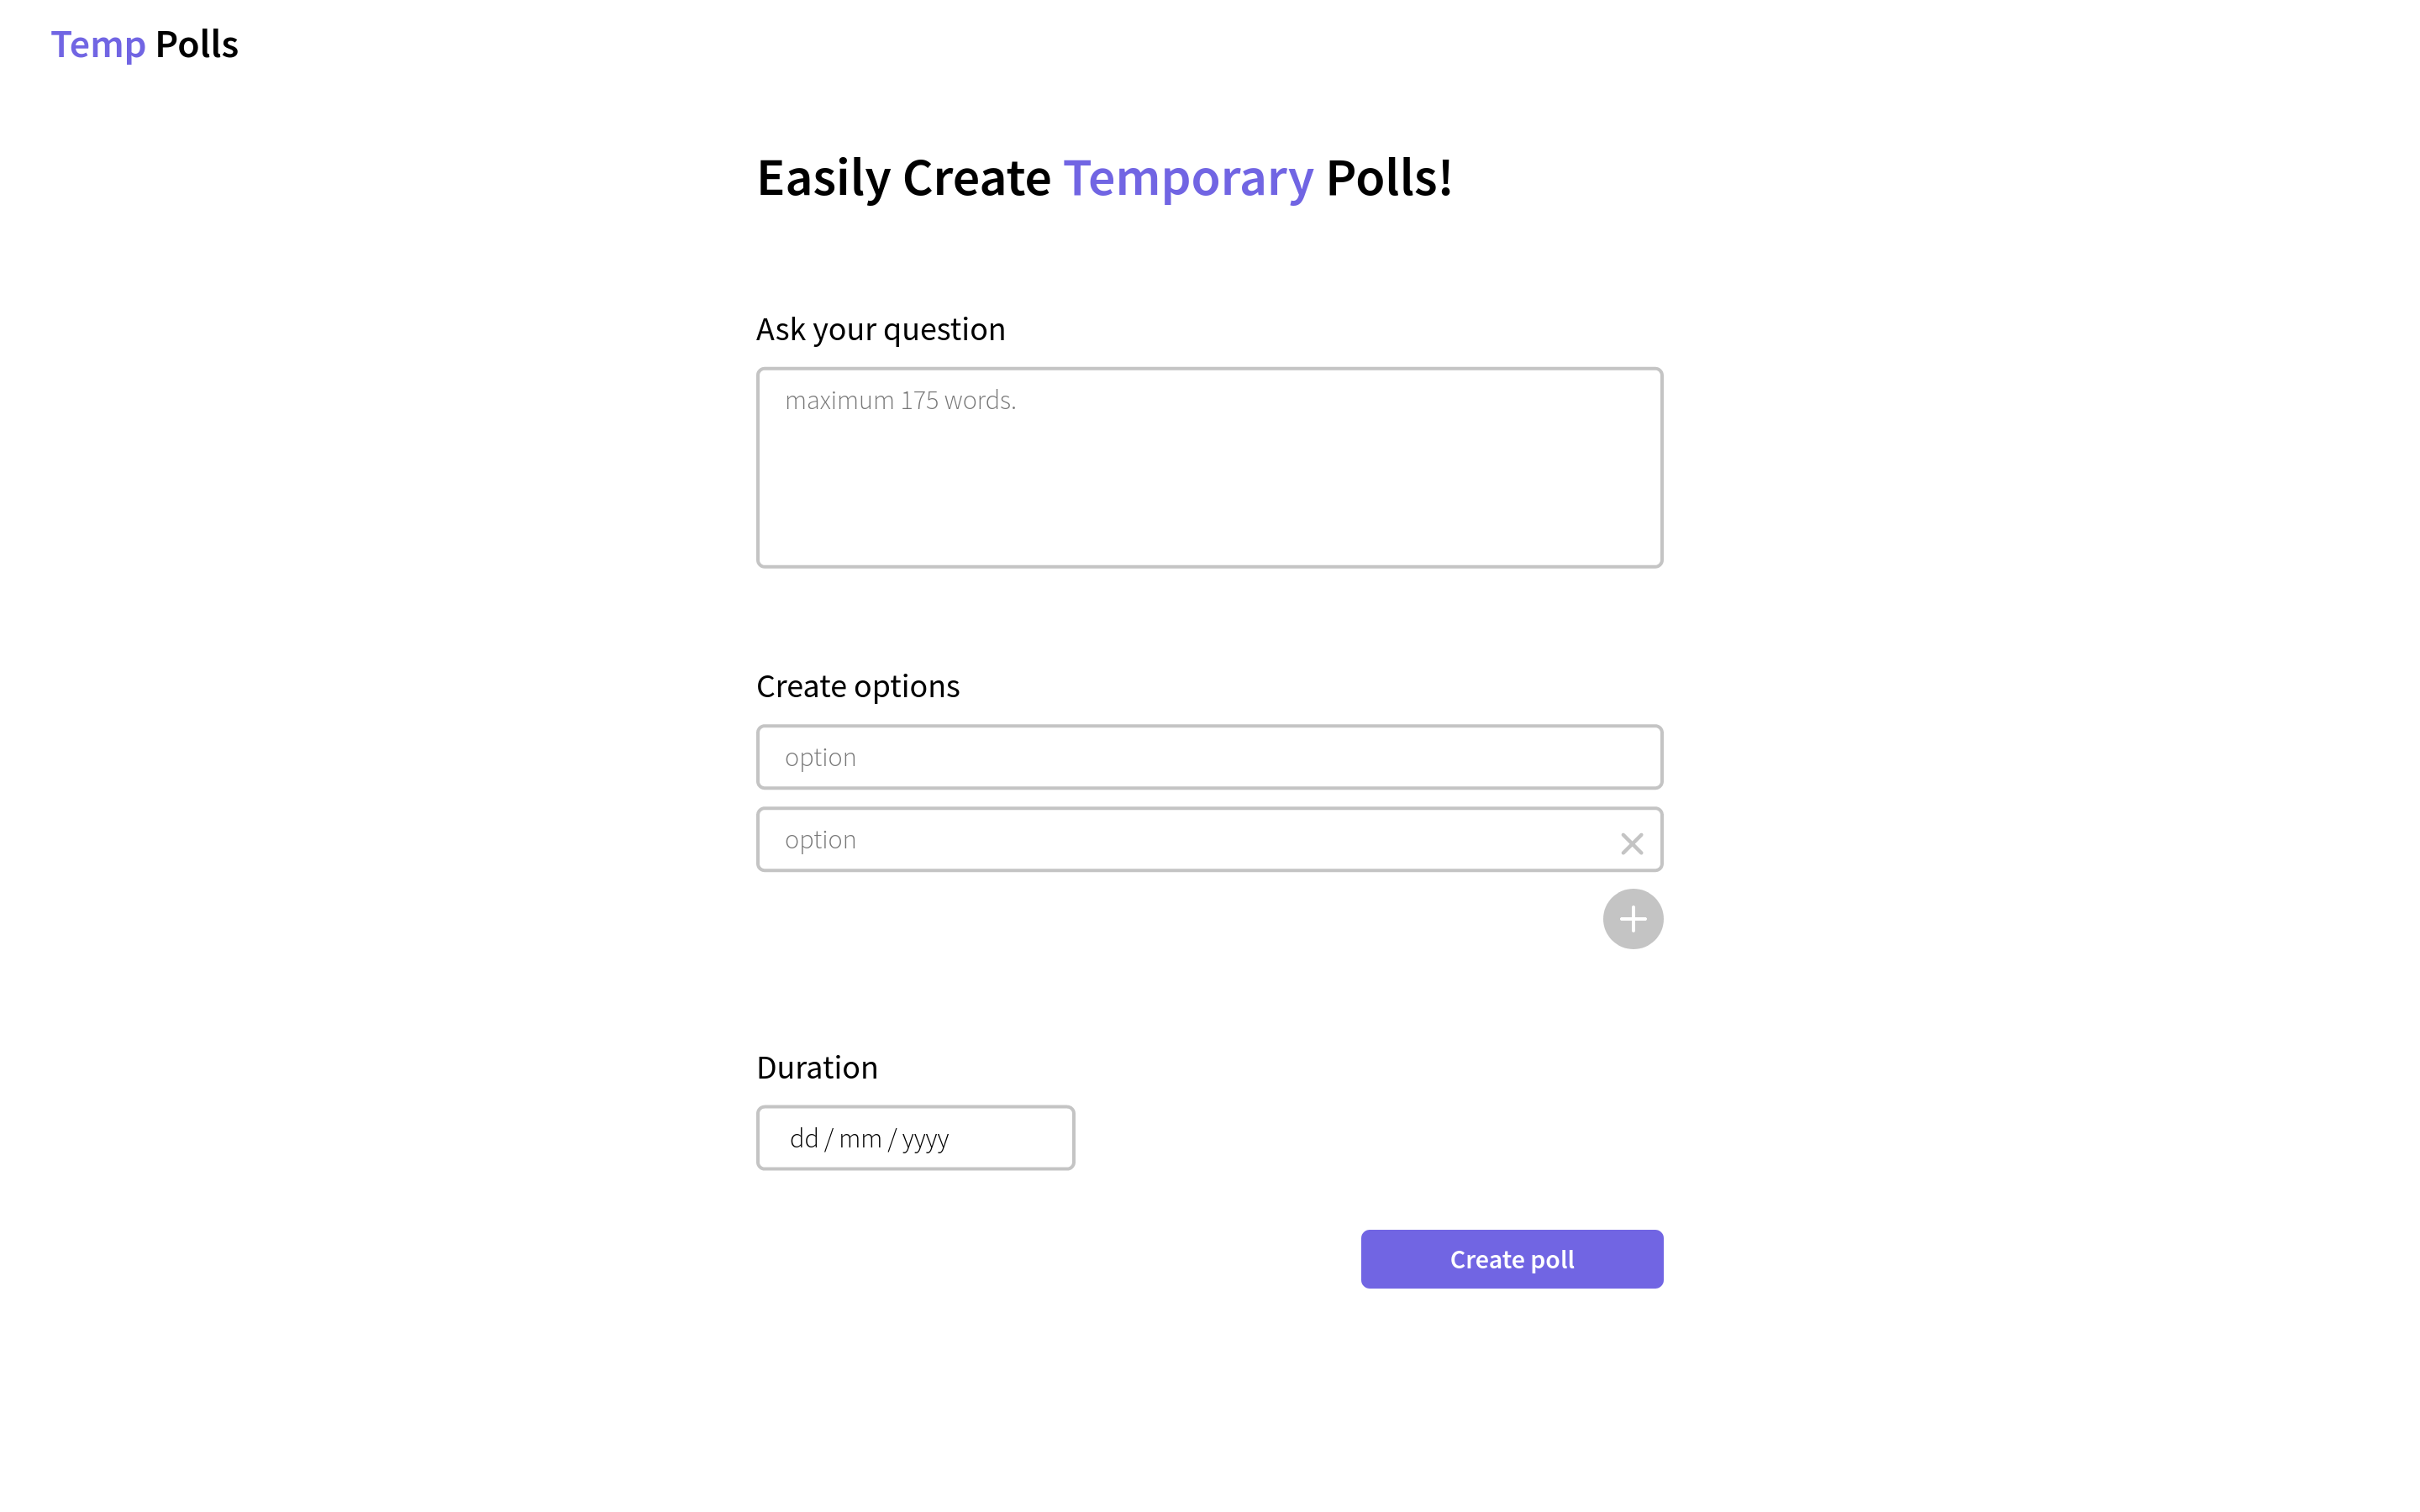 Temp Polls
Easily Create Temporary Polls!
Ask your question
maximum 175 words.
Create options
option
option
Duration
dd / mm / yyyy
Create poll